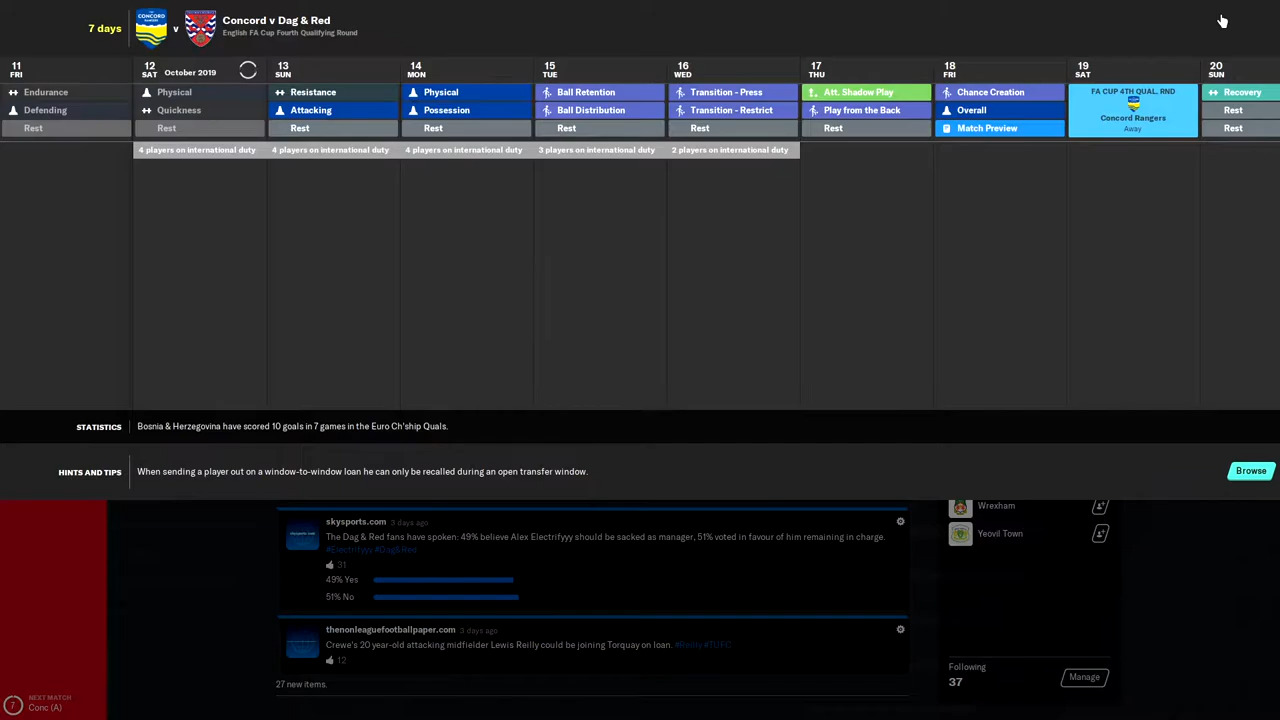 7 days
v
Concord v Dag & Red
English FA Cup Fourth Qualifying Round
11 FRI
12 SAT October 2019
13 SUN
14 MON
15 TUE
16 WED
17 THU
18 FRI
19 SAT
20 SUN
Endurance
Physical
Resistance
Physical
Ball Retention
Transition - Press
Att. Shadow Play
Chance Creation
FA CUP 4TH QUAL. RND
Recovery
Defending
Quickness
Attacking
Possession
Ball Distribution
Transition - Restrict
Play from the Back
Overall
Concord Rangers
Rest
Rest
Rest
Rest
Rest
Rest
Rest
Rest
Match Preview
Away
Rest
4 players on international duty
4 players on international duty
4 players on international duty
3 players on international duty
2 players on international duty
STATISTICS
Bosnia & Herzegovina have scored 10 goals in 7 games in the Euro Ch'ship Quals.
HINTS AND TIPS
When sending a player out on a window-to-window loan he can only be recalled during an open transfer window.
Browse
skysports.com 3 days ago
The Dag & Red fans have spoken: 49% believe Alex Electrifyyy should be sacked as manager, 51% voted in favour of him remaining in charge.
#Electrifyyy #Dag&Red
31
49% Yes
51% No
thenonleaguefootballpaper.com 3 days ago
Crewe's 20 year-old attacking midfielder Lewis Reilly could be joining Torquay on loan. #Reilly #TUFC
12
27 new items.
Wrexham
Yeovil Town
Following
37
Manage
7
NEXT MATCH
Conc (A)